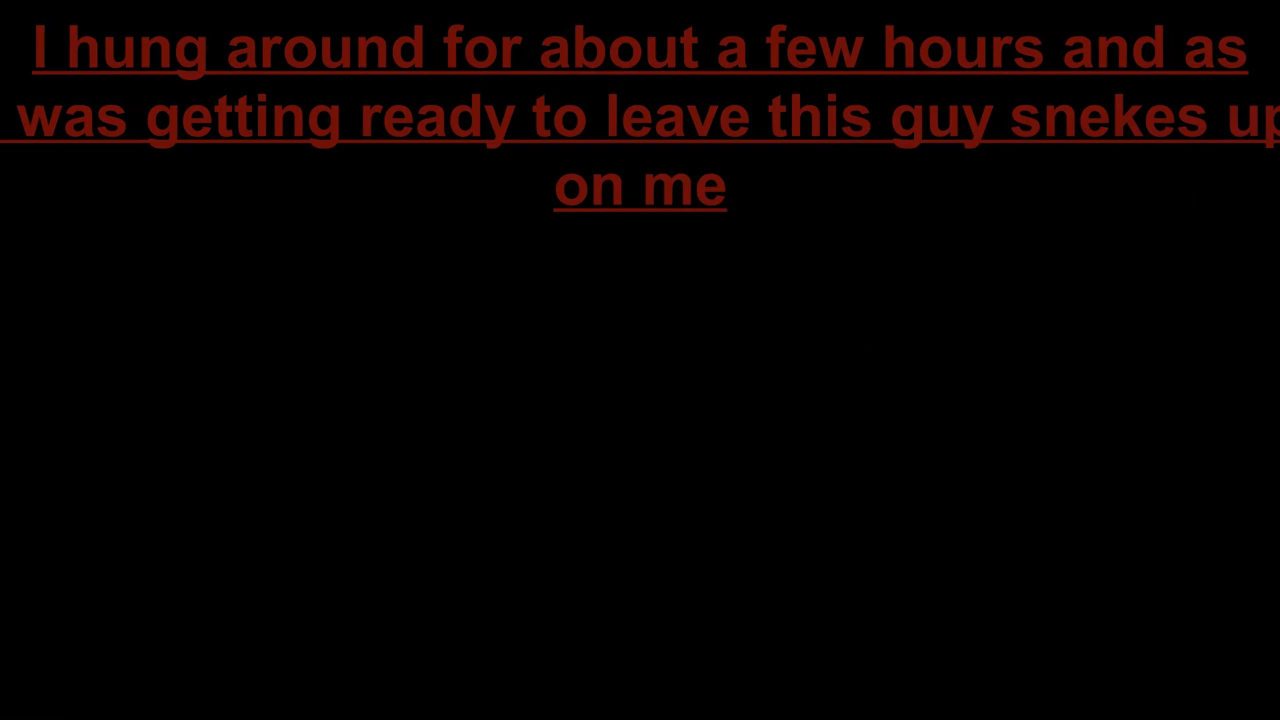 I hung around for about a few hours and as
was getting ready to leave this guy snekes up
on me